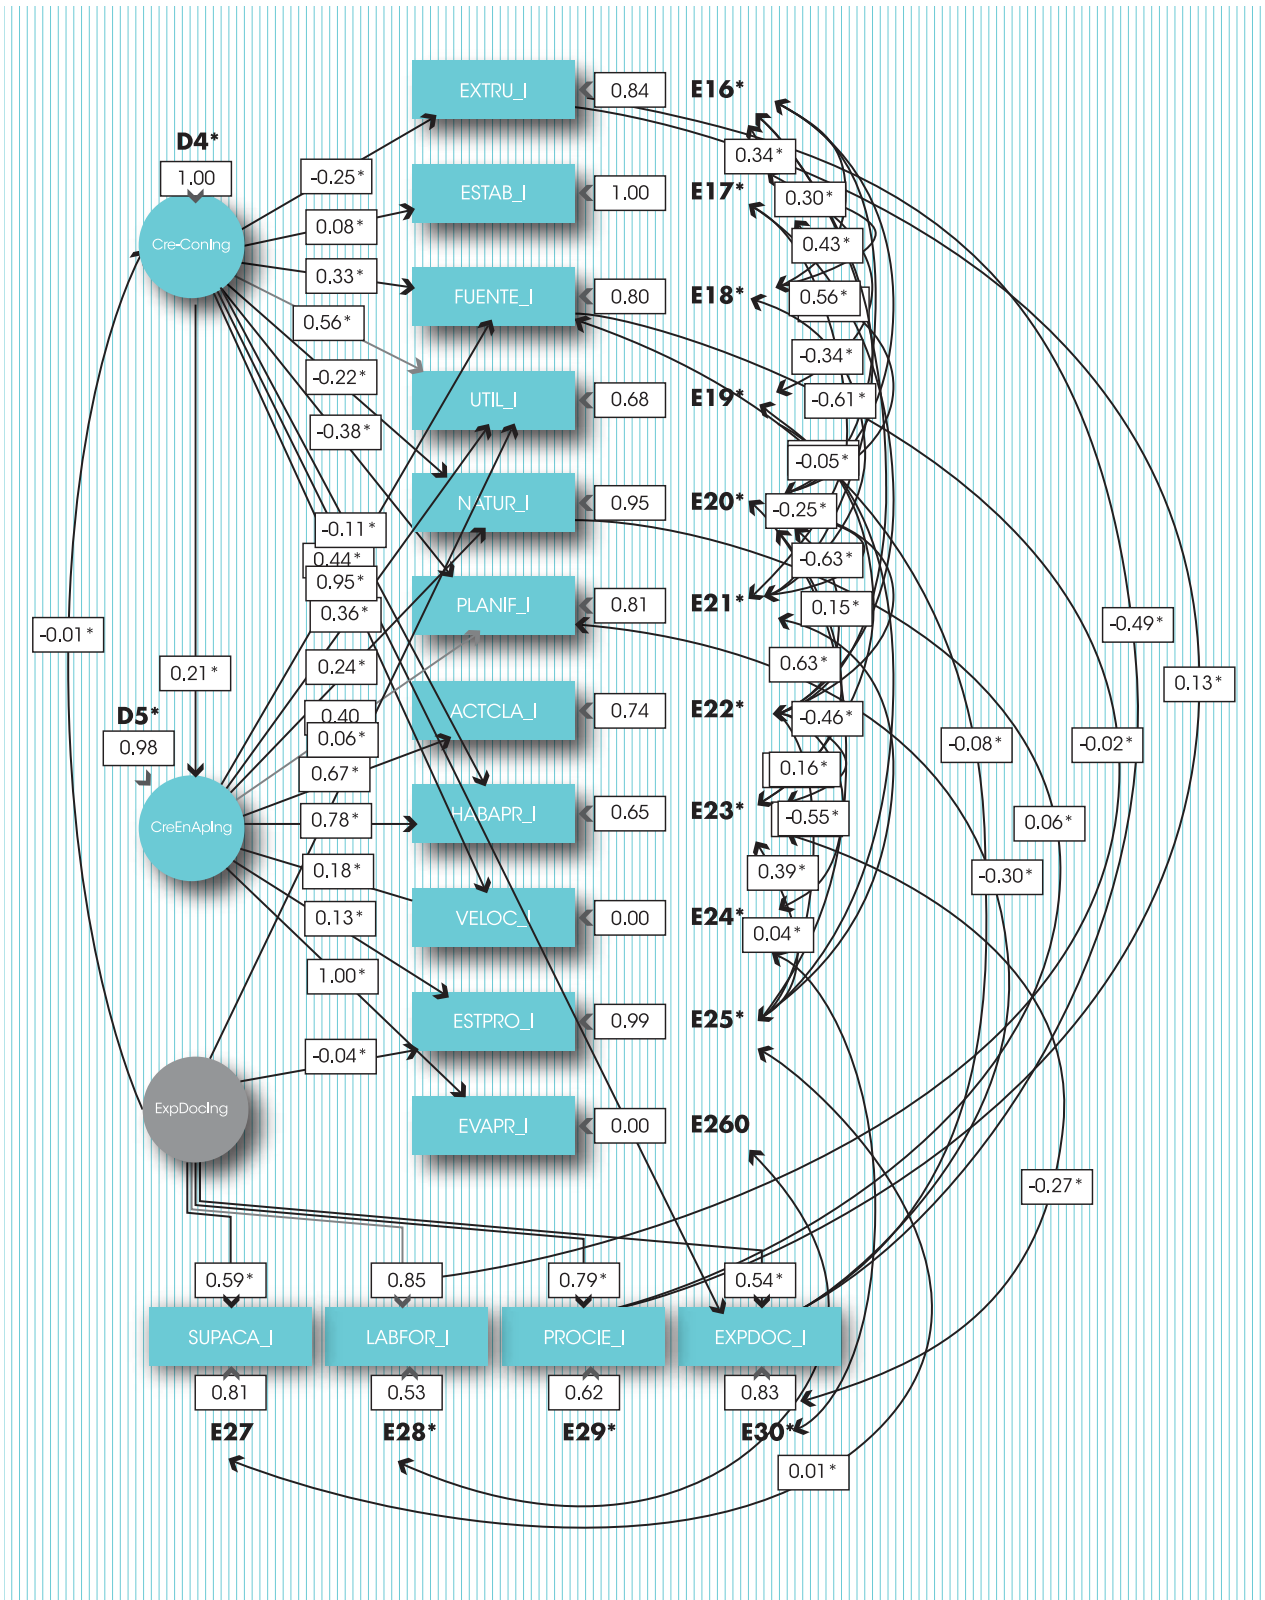 EXTRU_I
0.84
E16*
D4*
1.00
0.34*
-0.25*
ESTAB_I
1.00
E17*
0.30*
0.08*
Cre-ConIng
0.43*
0.33*
FUENTE_I
0.80
E18*
0.56*
0.56*
-0.34*
-0.22*
UTIL_I
0.68
E19*
-0.61*
-0.38*
-0.05*
NATUR_I
0.95
E20*
-0.25*
-0.11*
0.44*
-0.63*
0.95*
PLANIF_I
0.81
E21*
0.15*
0.36*
-0.49*
-0.01*
0.24*
0.63*
0.21*
0.13*
0.40
ACTCLA_I
0.74
E22*
-0.46*
D5*
0.06*
-0.08*
-0.02*
0.98
0.67*
0.16*
CreEnApIng
0.78*
HABAPR_I
0.65
E23*
-0.55*
0.06*
0.18*
0.39*
-0.30*
0.13*
VELOC_I
0.00
E24*
0.04*
1.00*
ESTPRO_I
0.99
E25*
-0.04*
ExpDocIng
EVAPR_I
0.00
E260
-0.27*
0.59*
0.85
0.79*
0.54*
SUPACA_I
LABFOR_I
PROCIE_I
EXPDOC_I
0.81
0.53
0.62
0.83
E27
E28*
E29*
E30*
0.01*